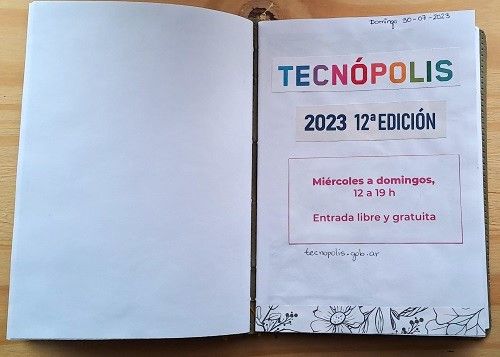 Domingo 30-07-2023
TECNÓPOLIS
2023 12ª EDICIÓN
Miércoles a domingos,
12 a 19 h
Entrada libre y gratuita
tecnopolis.gob.ar